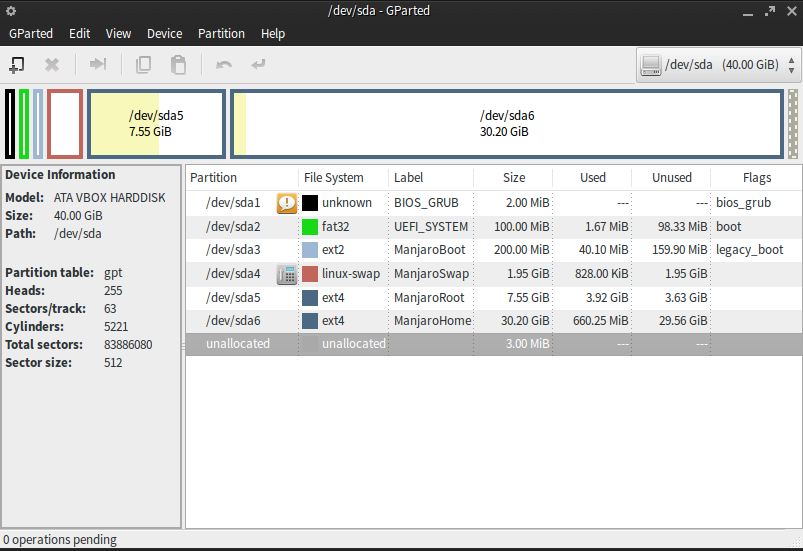 /dev/sda - GParted
GParted Edit View Device Partition Help
/dev/sda (40.00 GiB)
/dev/sda5
7.55 GiB
/dev/sda6
30.20 GiB
Device Information
Model: ATA VBOX HARDDISK
Size: 40.00 GiB
Path: /dev/sda
Partition table: gpt
Heads: 255
Sectors/track: 63
Cylinders: 5221
Total sectors: 83886080
Sector size: 512
Partition File System Label Size Used Unused Flags
/dev/sda1 unknown BIOS_GRUB 2.00 MiB --- --- bios_grub
/dev/sda2 fat32 UEFI_SYSTEM 100.00 MiB 1.67 MiB 98.33 MiB boot
/dev/sda3 ext2 ManjaroBoot 200.00 MiB 40.10 MiB 159.90 MiB legacy_boot
/dev/sda4 linux-swap ManjaroSwap 1.95 GiB 828.00 KiB 1.95 GiB
/dev/sda5 ext4 ManjaroRoot 7.55 GiB 3.92 GiB 3.63 GiB
/dev/sda6 ext4 ManjaroHome 30.20 GiB 660.25 MiB 29.56 GiB
unallocated unallocated 3.00 MiB --- ---
0 operations pending